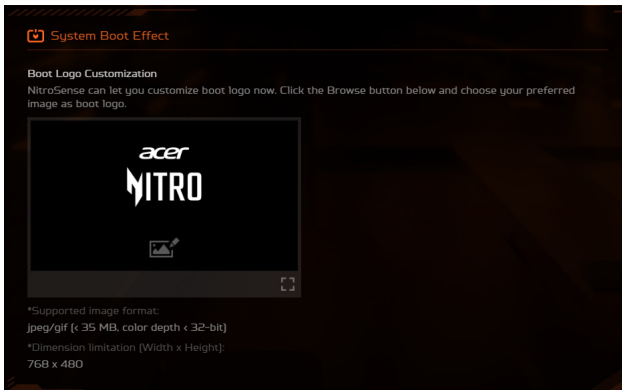 System Boot Effect
Boot Logo Customization
NitroSense can let you customize boot logo now. Click the Browse button below and choose your preferred
image as boot logo.
acer
NITRO
*Supported image format:
jpeg/gif (< 35 MB, color depth < 32-bit)
*Dimension limitation (Width x Height):
768 x 480